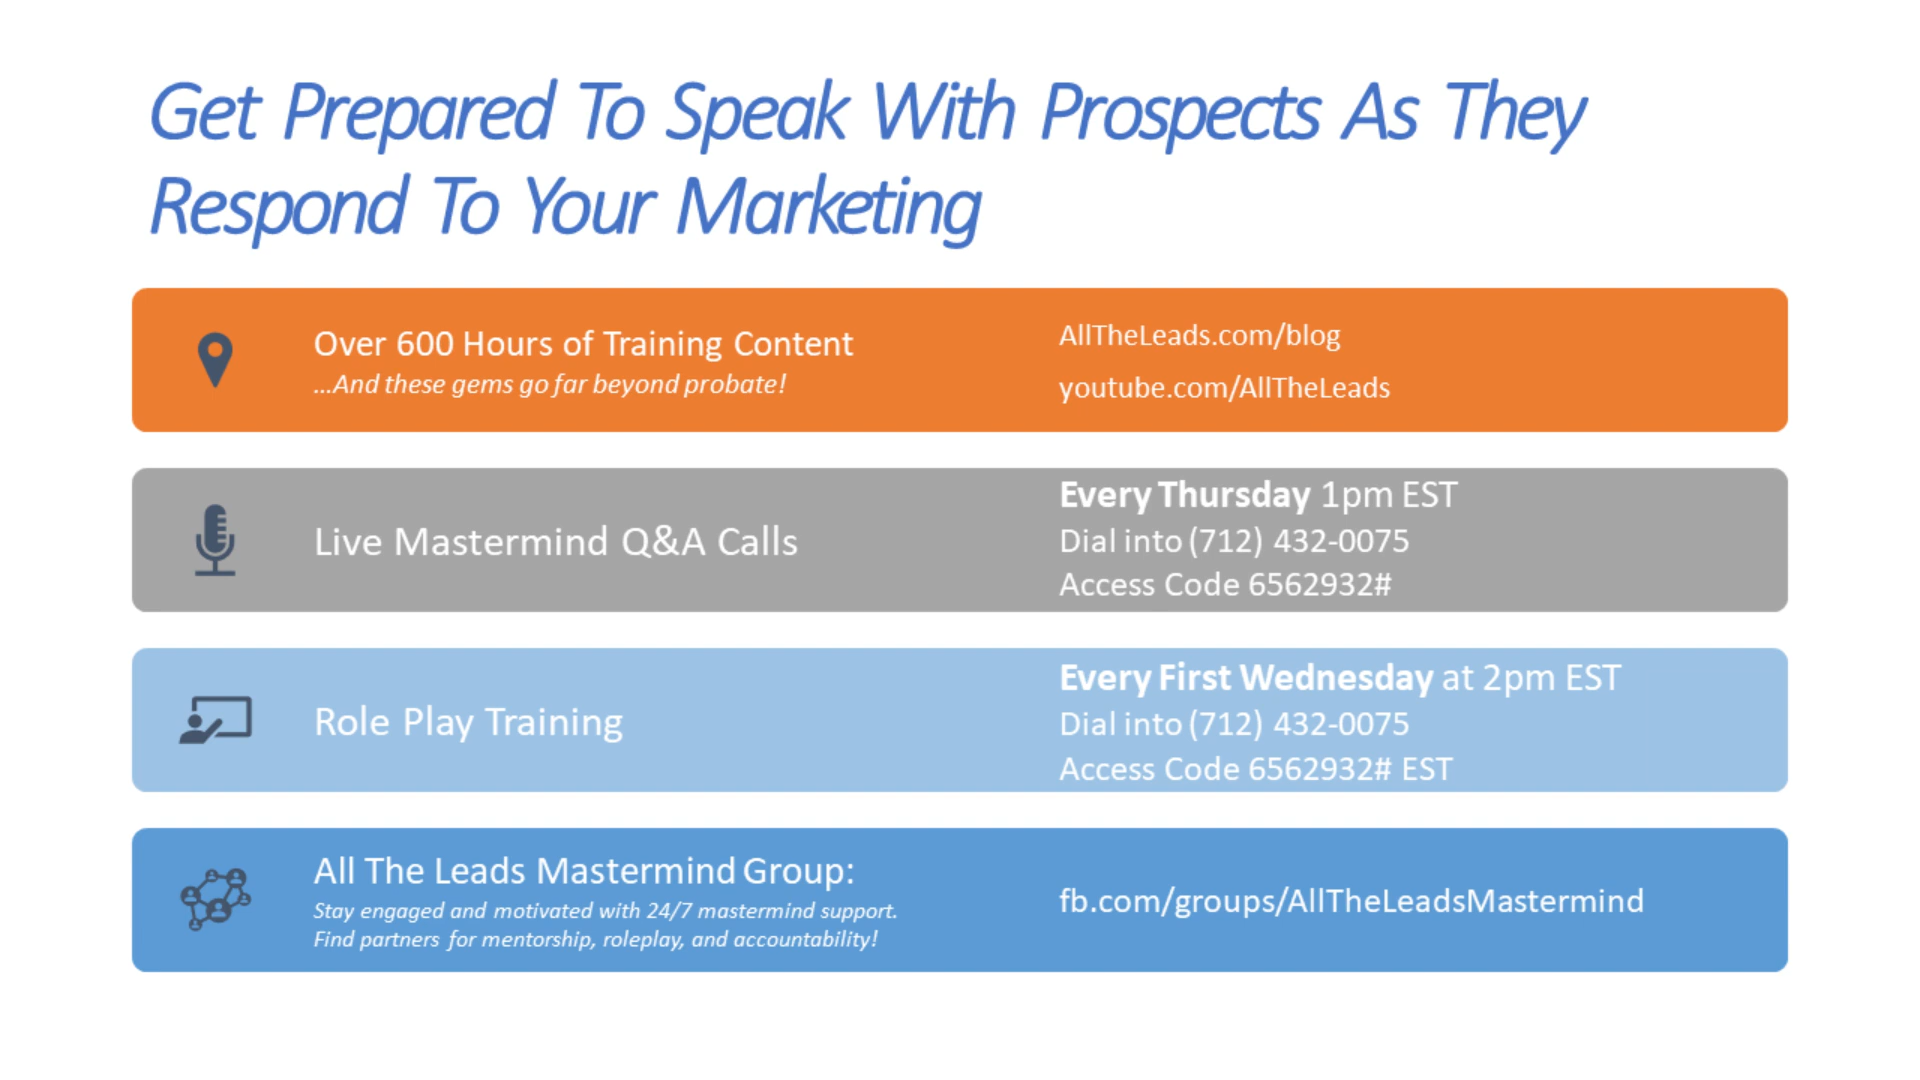 Get Prepared To Speak With Prospects As They
Respond To Your Marketing
Over 600 Hours of Training Content
...And these gems go far beyond probate!
AllTheLeads.com/blog
youtube.com/AllTheLeads
Live Mastermind Q&A Calls
Every Thursday 1pm EST
Dial into (712) 432-0075
Access Code 6562932#
Role Play Training
Every First Wednesday at 2pm EST
Dial into (712) 432-0075
Access Code 6562932# EST
All The Leads Mastermind Group:
Stay engaged and motivated with 24/7 mastermind support.
Find partners for mentorship, roleplay, and accountability!
fb.com/groups/AllTheLeadsMastermind